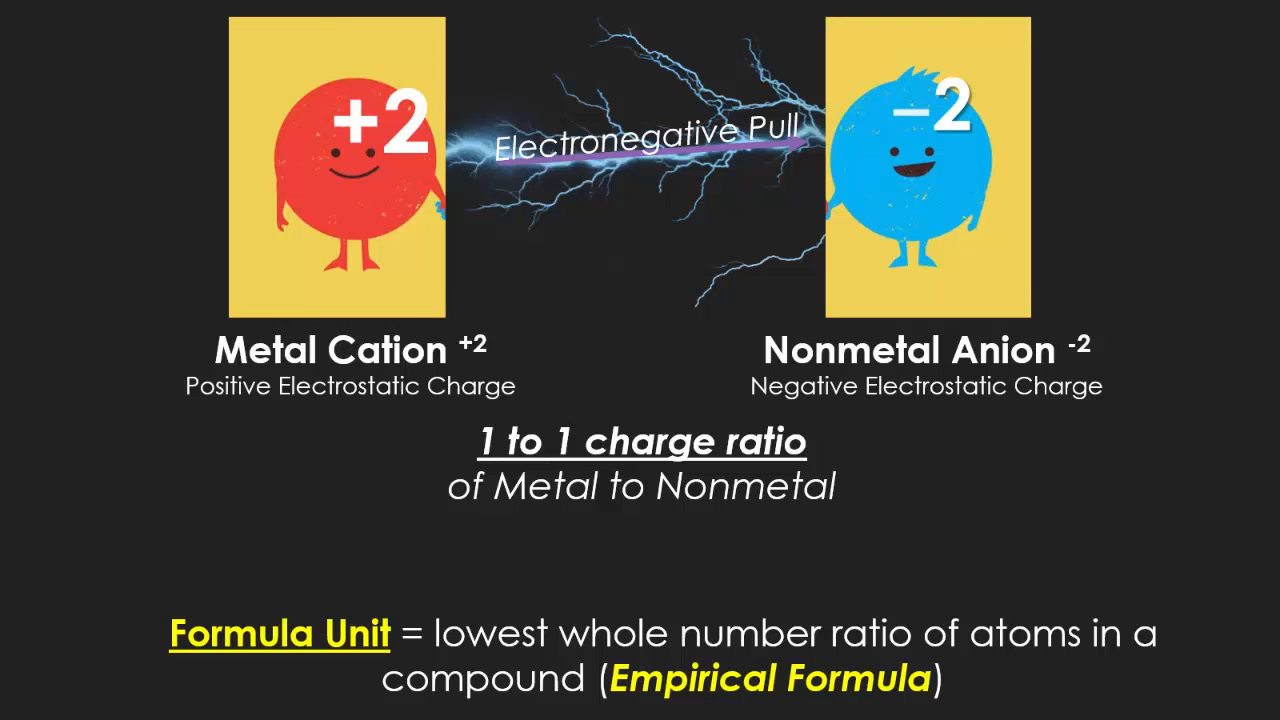 +2
Electronegative Pull
–2
Metal Cation +2
Positive Electrostatic Charge
Nonmetal Anion -2
Negative Electrostatic Charge
1 to 1 charge ratio
of Metal to Nonmetal
Formula Unit = lowest whole number ratio of atoms in a
compound (Empirical Formula)